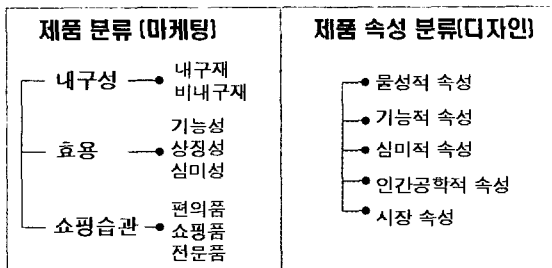 제품 분류 (마케팅)
내구성
내구재
비내구재
효용
기능성
상징성
심미성
쇼핑습관
편의품
쇼핑품
전문품
제품 속성 분류(디자인)
물성적 속성
기능적 속성
심미적 속성
인간공학적 속성
시장 속성